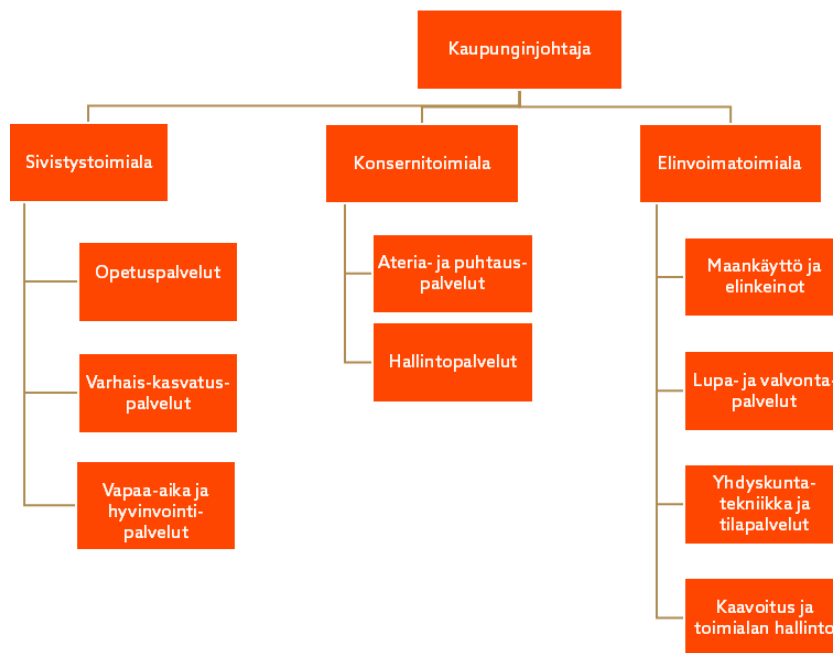 Kaupunginjohtaja
Sivistystoimiala
Konsernitoimiala
Elinvoimatoimiala
Opetuspalvelut
Varhais-kasvatus-
palvelut
Vapaa-aika ja
hyvinvointi-
palvelut
Ateria- ja puhtaus-
palvelut
Hallintopalvelut
Maankäyttö ja
elinkeinot
Lupa- ja valvonta-
palvelut
Yhdyskunta-
tekniikka ja
tilapalvelut
Kaavoitus ja
toimialan hallinto